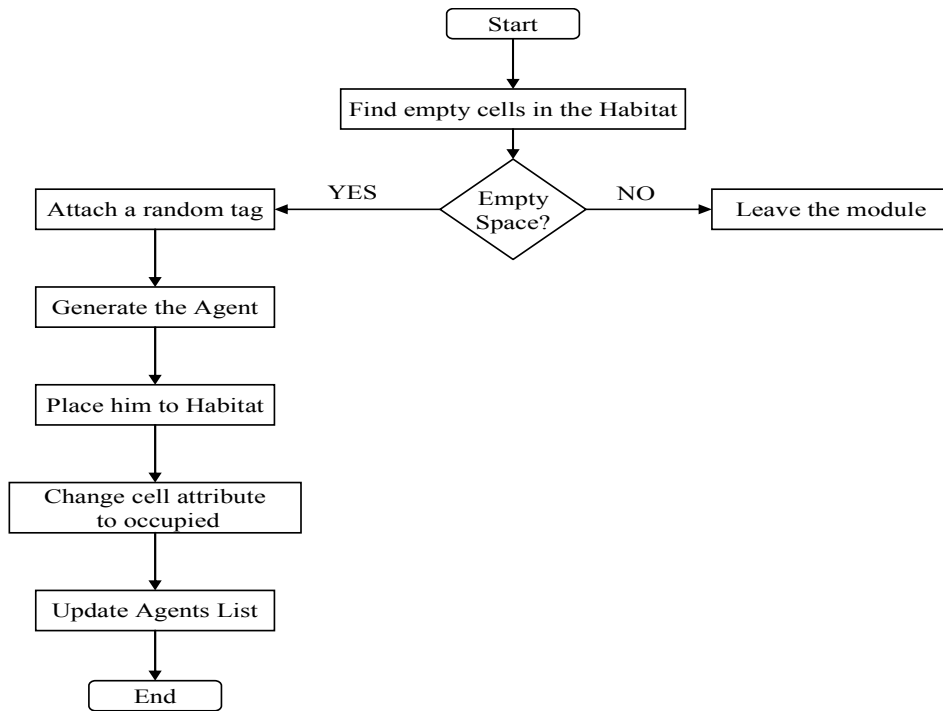 Start
Find empty cells in the Habitat
Empty
Space?
YES
NO
Attach a random tag
Leave the module
Generate the Agent
Place him to Habitat
Change cell attribute
to occupied
Update Agents List
End